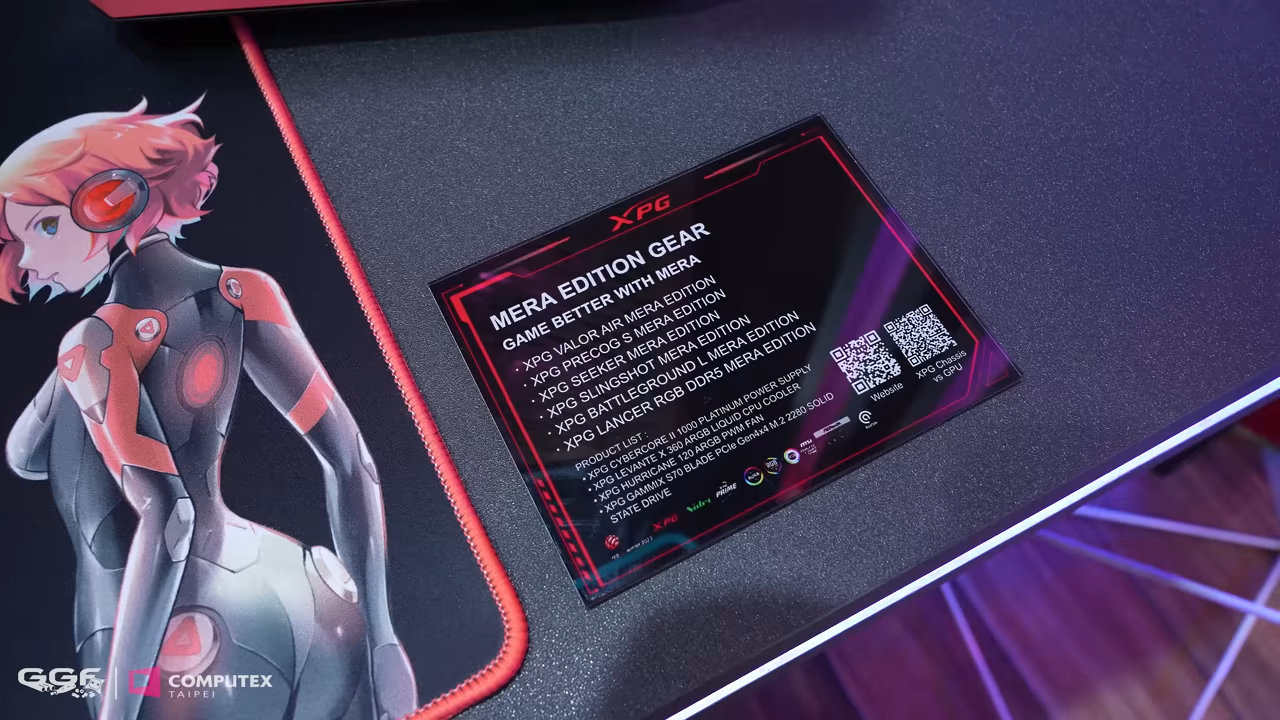 XPG
MERA EDITION GEAR
GAME BETTER WITH MERA
· XPG VALOR AIR MERA EDITION
· XPG PRECOG S MERA EDITION
· XPG SEEKER MERA EDITION
· XPG SLINGSHOT MERA EDITION
· XPG BATTLEGROUND L MERA EDITION
· XPG LANCER RGB DDR5 MERA EDITION
PRODUCT LIST :
· XPG CYBERCORE II 1000 PLATINUM POWER SUPPLY
· XPG LEVANTE X 360 ARGB LIQUID CPU COOLER
· XPG HURRICANE 120 ARGB PWM FAN
· XPG GAMMIX S70 BLADE PCIe Gen4x4 M.2 2280 SOLID
STATE DRIVE
Website
XPG Chassis
vs GPU
XPG
PRIME
msi
GGF
COMPUTEX
TAIPEI